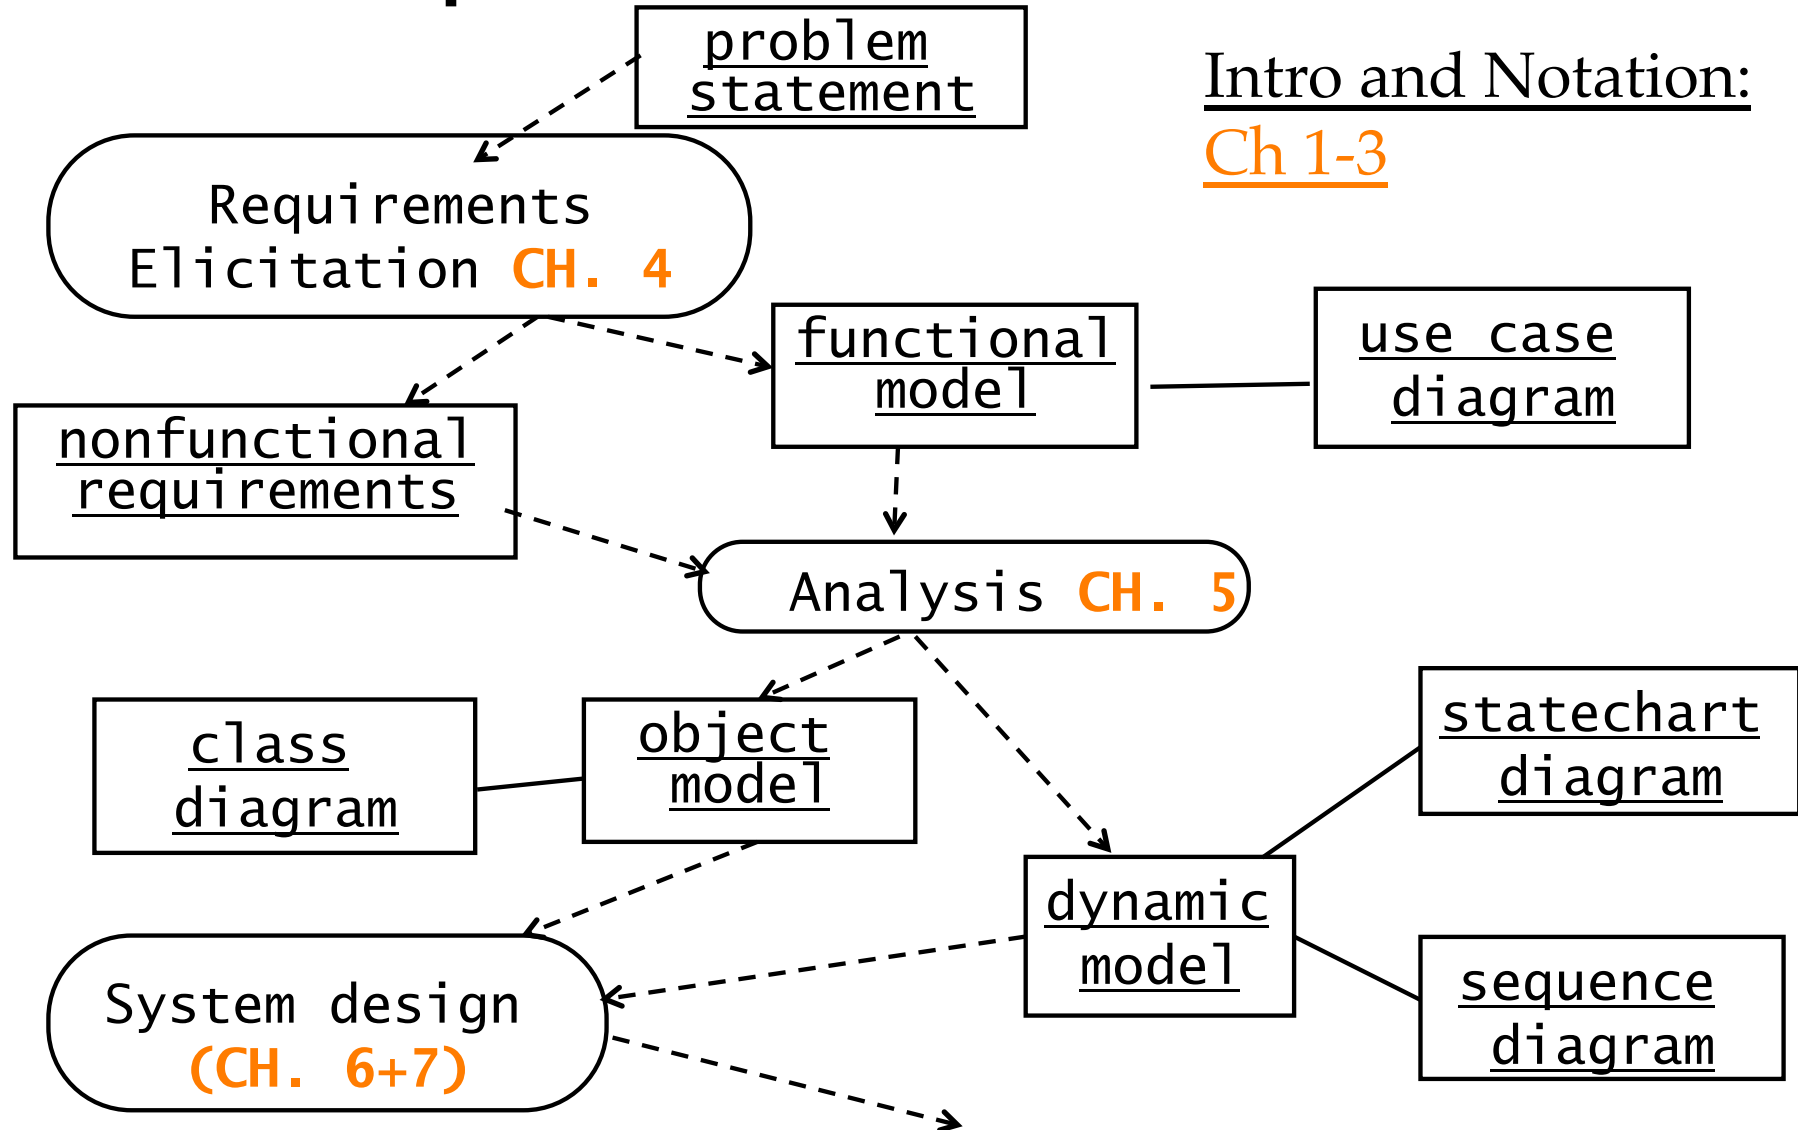 problem
statement
Intro and Notation:
Ch 1-3
Requirements
Elicitation CH. 4
functional
model
use case
diagram
nonfunctional
requirements
Analysis CH. 5
class
diagram
object
model
statechart
diagram
dynamic
model
sequence
diagram
System design
(CH. 6+7)